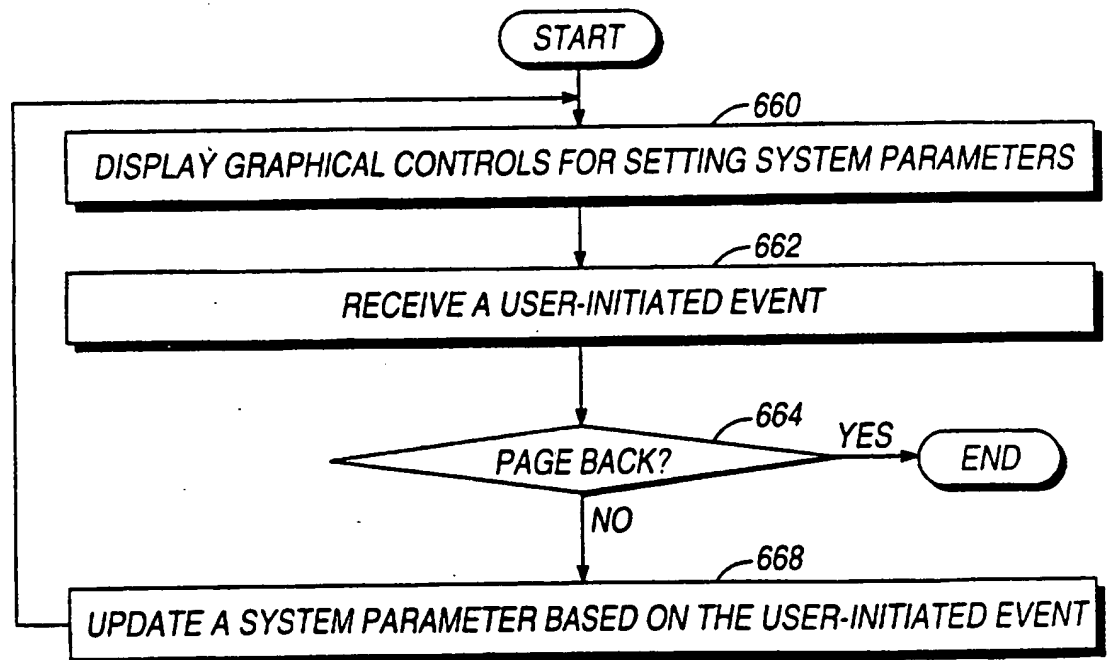 START
660
DISPLAY GRAPHICAL CONTROLS FOR SETTING SYSTEM PARAMETERS
662
RECEIVE A USER-INITIATED EVENT
664
PAGE BACK?
YES
END
NO
668
UPDATE A SYSTEM PARAMETER BASED ON THE USER-INITIATED EVENT